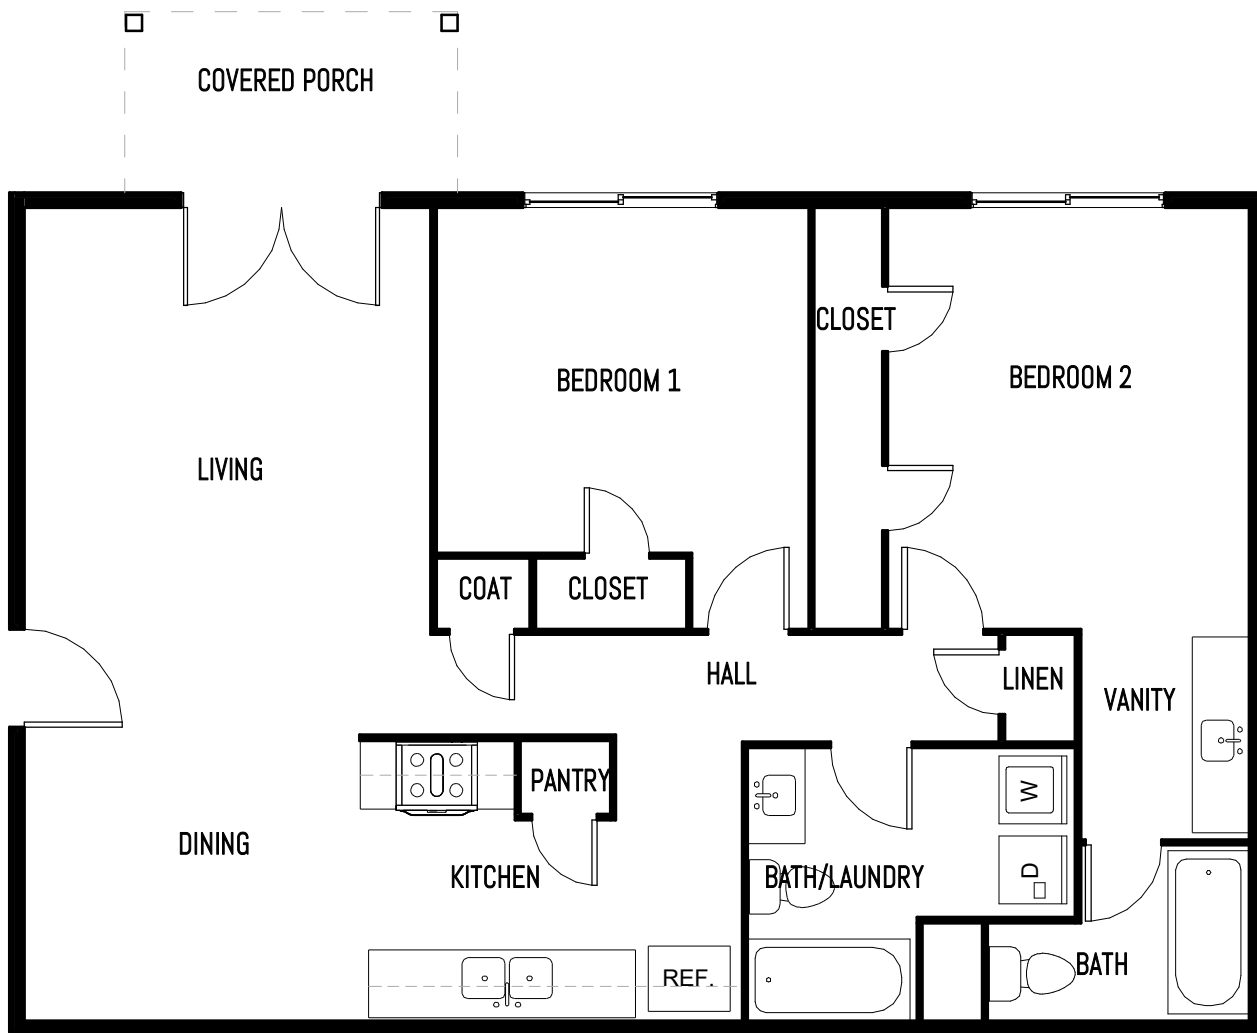 COVERED PORCH
CLOSET
BEDROOM 1
BEDROOM 2
LIVING
COAT
CLOSET
HALL
LINEN
VANITY
PANTRY
W
DINING
KITCHEN
BATH/LAUNDRY
D
REF.
BATH